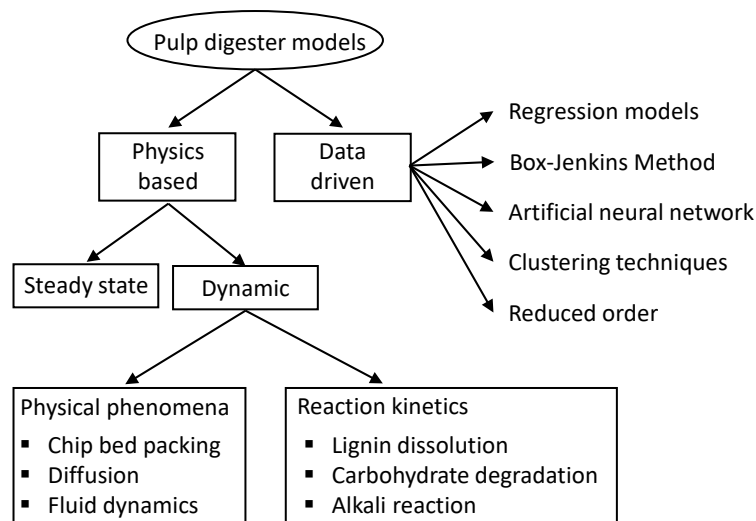 Pulp digester models
Physics
based
Data
driven
Regression models
Box-Jenkins Method
Artificial neural network
Clustering techniques
Reduced order
Steady state
Dynamic
Physical phenomena
▪ Chip bed packing
▪ Diffusion
▪ Fluid dynamics
Reaction kinetics
▪ Lignin dissolution
▪ Carbohydrate degradation
▪ Alkali reaction